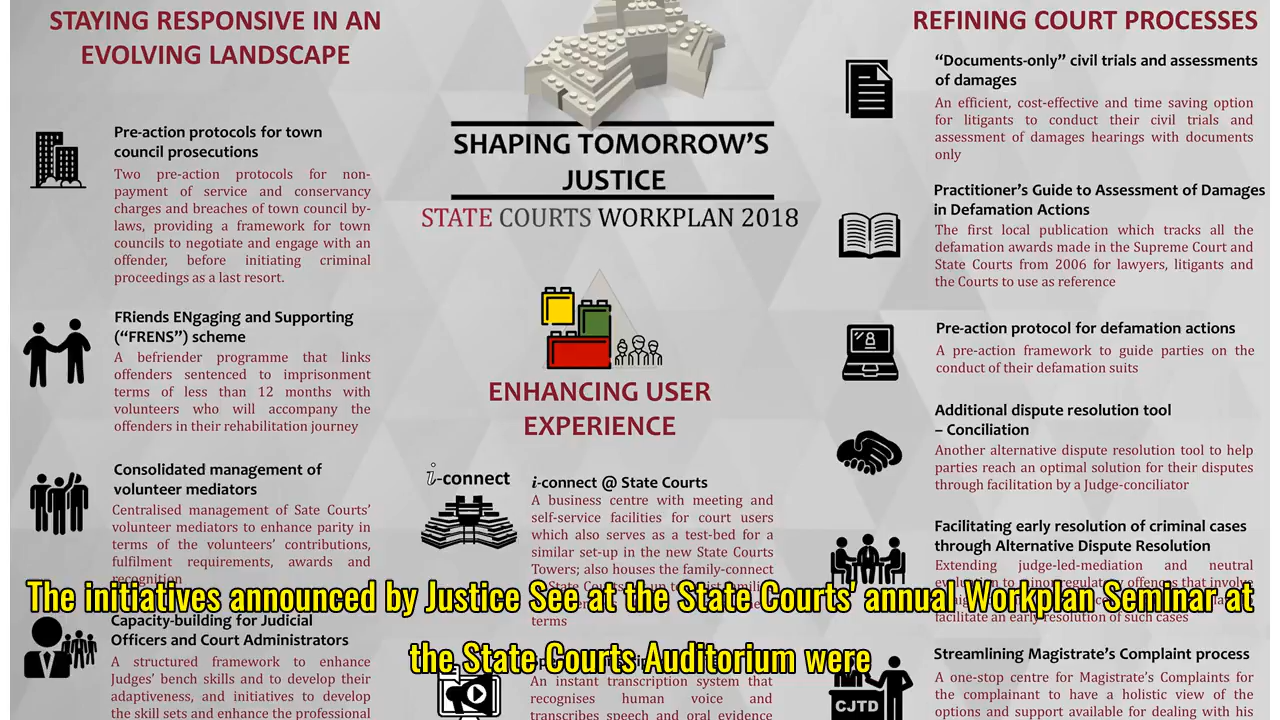 STAYING RESPONSIVE IN AN
EVOLVING LANDSCAPE
Pre-action protocols for town
council prosecutions
Two pre-action protocols for non-
payment of service and conservancy
charges and breaches of town council by-
laws, providing a framework for town
councils to negotiate and engage with an
offender, before initiating criminal
proceedings as a last resort.
FRiends ENgaging and Supporting
(“FRENS”) scheme
A befriender programme that links
offenders sentenced to imprisonment
terms of less than 12 months with
volunteers who will accompany the
offenders in their rehabilitation journey
Consolidated management of
volunteer mediators
Centralised management of Sate Courts’
volunteer mediators to enhance parity in
terms of the volunteers’ contributions,
fulfilment requirements, awards and
recognition
Capacity-building for Judicial
Officers and Court Administrators
A structured framework to enhance
Judges’ bench skills and to develop their
adaptiveness, and initiatives to develop
the skill sets and enhance the professional
SHAPING TOMORROW’S
JUSTICE
STATE COURTS WORKPLAN 2018
ENHANCING USER
EXPERIENCE
i-connect
i-connect @ State Courts
A business centre with meeting and
self-service facilities for court users
which also serves as a test-bed for a
similar set-up in the new State Courts
Towers; also houses the family-connect
terms
An instant transcription system that
recognises human voice and
transcribes speech and oral evidence
REFINING COURT PROCESSES
“Documents-only” civil trials and assessments
of damages
An efficient, cost-effective and time saving option
for litigants to conduct their civil trials and
assessment of damages hearings with documents
only
Practitioner’s Guide to Assessment of Damages
in Defamation Actions
The first local publication which tracks all the
defamation awards made in the Supreme Court and
State Courts from 2006 for lawyers, litigants and
the Courts to use as reference
Pre-action protocol for defamation actions
A pre-action framework to guide parties on the
conduct of their defamation suits
Additional dispute resolution tool
– Conciliation
Another alternative dispute resolution tool to help
parties reach an optimal solution for their disputes
through facilitation by a Judge-conciliator
Facilitating early resolution of criminal cases
through Alternative Dispute Resolution
Extending judge-led-mediation and neutral
evaluation to minor regulatory offences that involve
facilitate an early resolution of such cases
Streamlining Magistrate’s Complaint process
CJTD
A one-stop centre for Magistrate’s Complaints for
the complainant to have a holistic view of the
options and support available for dealing with his
The initiatives announced by Justice See at the State Courts' annual Workplan Seminar at
the State Courts Auditorium were